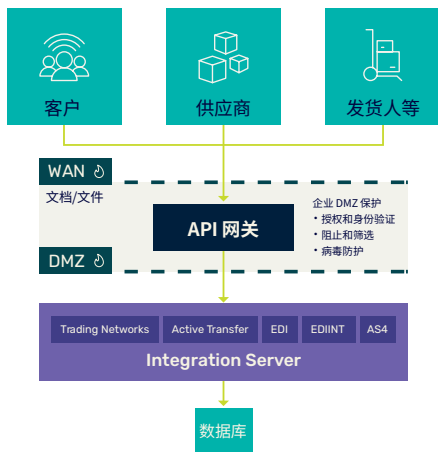 客户
供应商
发货人等
WAN
文档/文件
企业 DMZ 保护
・授权和身份验证
・阻止和筛选
・病毒防护
API 网关
DMZ
Trading Networks
Active Transfer
EDI
EDIINT
AS4
Integration Server
数据库